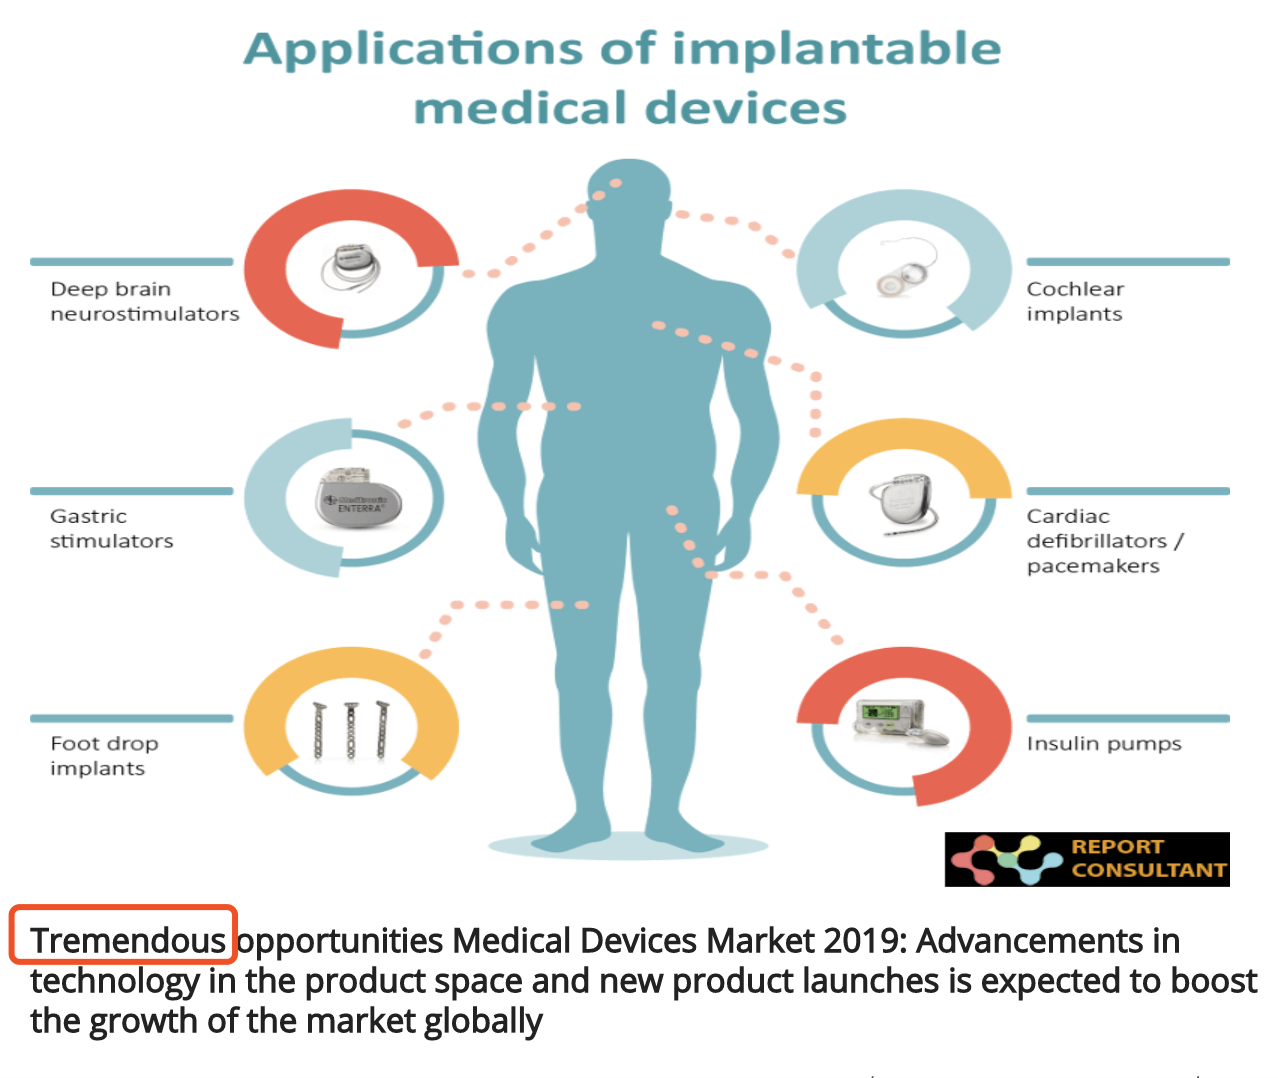 Applications of implantable
medical devices
Deep brain
neurostimulators
Cochlear
implants
Medtronic
ENTERRA®
Gastric
stimulators
Cardiac
defibrillators /
pacemakers
Foot drop
implants
Insulin pumps
REPORT
CONSULTANT
Tremendous opportunities Medical Devices Market 2019: Advancements in
technology in the product space and new product launches is expected to boost
the growth of the market globally